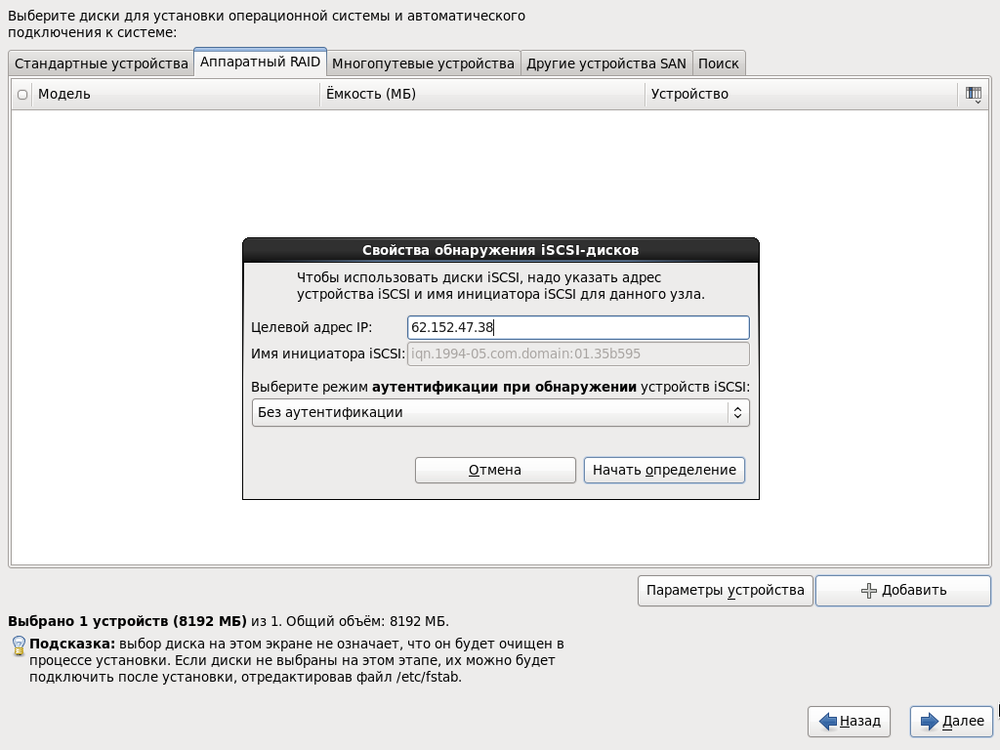 Выберите диски для установки операционной системы и автоматического
подключения к системе:
Стандартные устройства Аппаратный RAID Многопутевые устройства Другие устройства SAN Поиск
Модель Ёмкость (МБ) Устройство
Свойства обнаружения iSCSI-дисков
Чтобы использовать диски iSCSI, надо указать адрес
устройства iSCSI и имя инициатора iSCSI для данного узла.
Целевой адрес IP: 62.152.47.38
Имя инициатора iSCSI: iqn.1994-05.com.domain:01.35b595
Выберите режим аутентификации при обнаружении устройств iSCSI:
Без аутентификации
Отмена Начать определение
Параметры устройства Добавить
Выбрано 1 устройств (8192 МБ) из 1. Общий объём: 8192 МБ.
Подсказка: выбор диска на этом экране не означает, что он будет очищен в
процессе установки. Если диски не выбраны на этом этапе, их можно будет
подключить после установки, отредактировав файл /etc/fstab.
Назад Далее